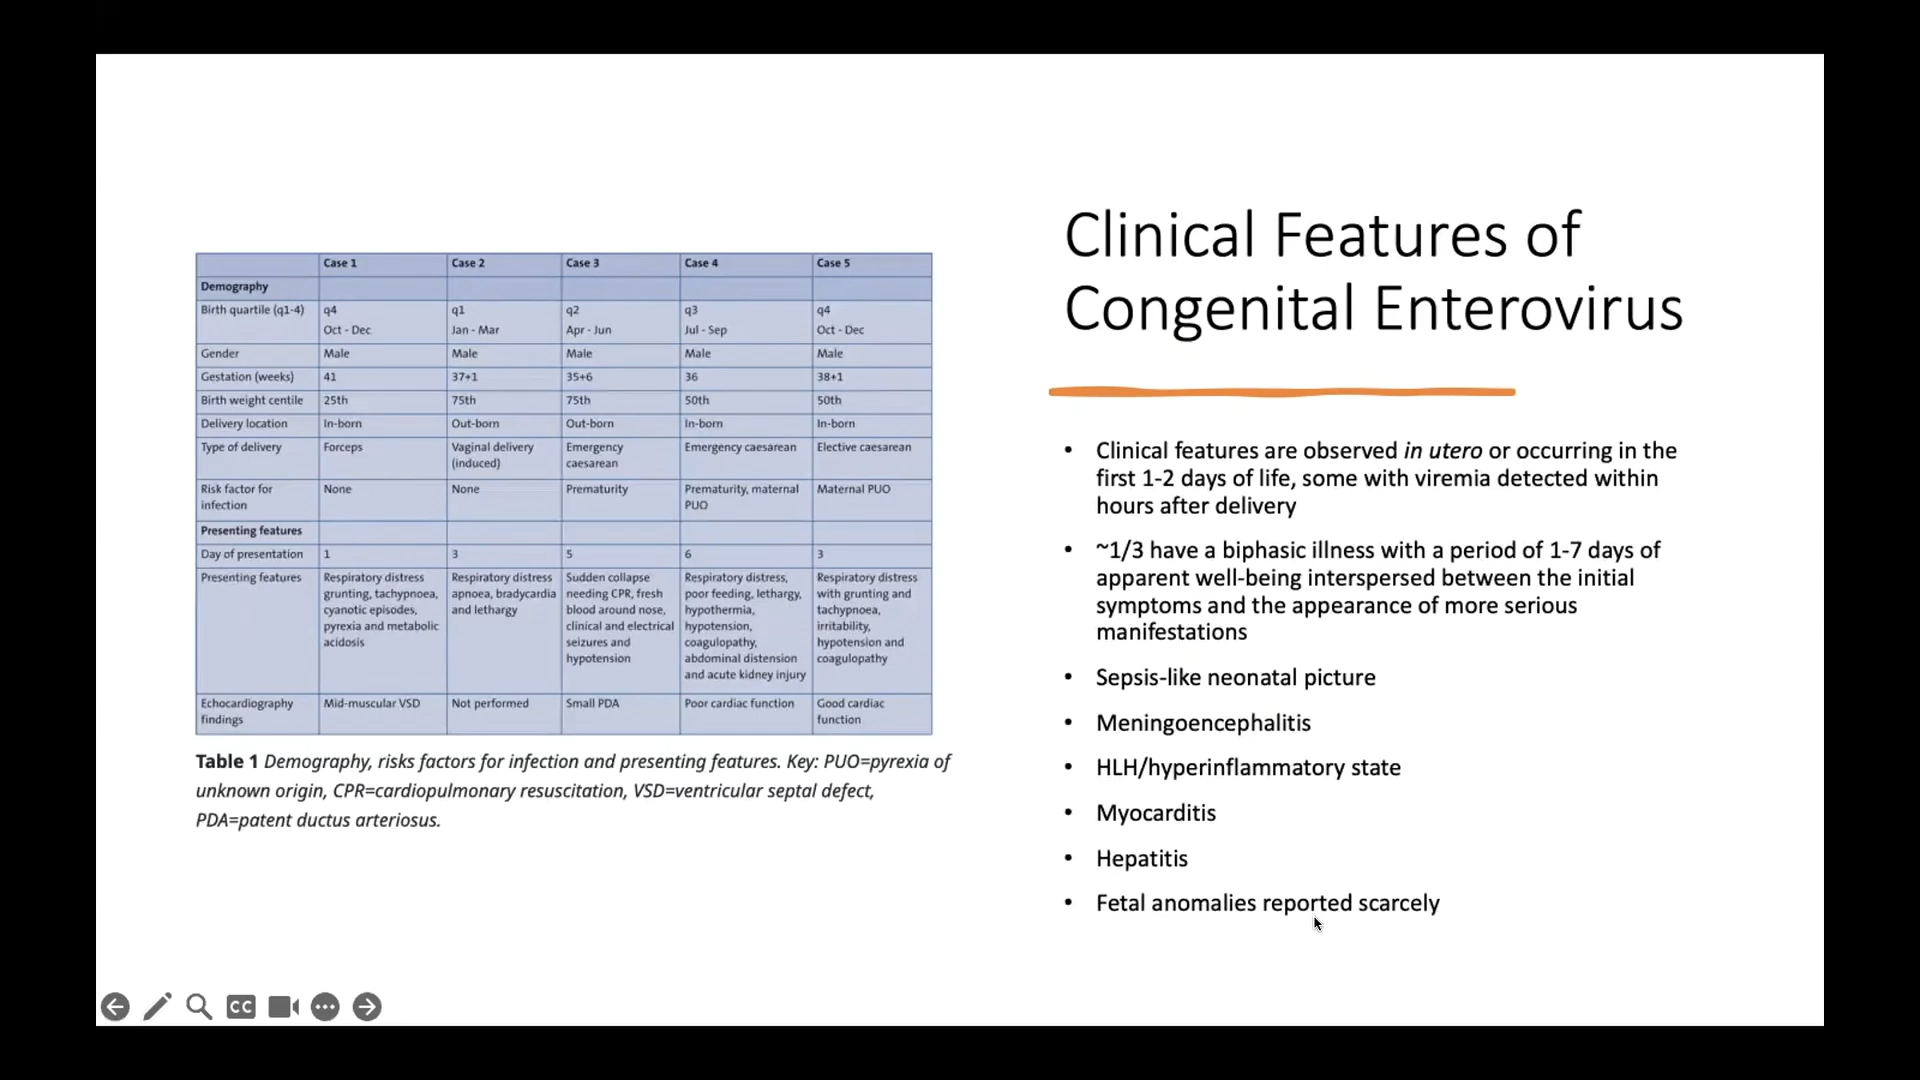 Clinical Features of
Congenital Enterovirus
Case 1 Case 2 Case 3 Case 4 Case 5
Demography
Birth quartile (q1-4) q4 Oct - Dec q1 Jan - Mar q2 Apr - Jun q3 Jul - Sep q4 Oct - Dec
Gender Male Male Male Male Male
Gestation (weeks) 41 37+1 35+6 36 38+1
Birth weight centile 25th 75th 75th 50th 50th
Delivery location In-born Out-born Out-born In-born In-born
Type of delivery Forceps Vaginal delivery (induced) Emergency caesarean Emergency caesarean Elective caesarean
Risk factor for infection None None Prematurity Prematurity, maternal PUO Maternal PUO
Presenting features
Day of presentation 1 3 5 6 3
Presenting features Respiratory distress grunting, tachypnoea, cyanotic episodes, pyrexia and metabolic acidosis Respiratory distress apnoea, bradycardia and lethargy Sudden collapse needing CPR, fresh blood around nose, clinical and electrical seizures and hypotension Respiratory distress, poor feeding, lethargy, hypothermia, hypotension, coagulopathy, abdominal distension and acute kidney injury Respiratory distress with grunting and tachypnoea, irritability, hypotension and coagulopathy
Echocardiography findings Mid-muscular VSD Not performed Small PDA Poor cardiac function Good cardiac function
Table 1 Demography, risks factors for infection and presenting features. Key: PUO=pyrexia of
unknown origin, CPR=cardiopulmonary resuscitation, VSD=ventricular septal defect,
PDA=patent ductus arteriosus.
• Clinical features are observed in utero or occurring in the
first 1-2 days of life, some with viremia detected within
hours after delivery
• ~1/3 have a biphasic illness with a period of 1-7 days of
apparent well-being interspersed between the initial
symptoms and the appearance of more serious
manifestations
• Sepsis-like neonatal picture
• Meningoencephalitis
• HLH/hyperinflammatory state
• Myocarditis
• Hepatitis
• Fetal anomalies reported scarcely
CC